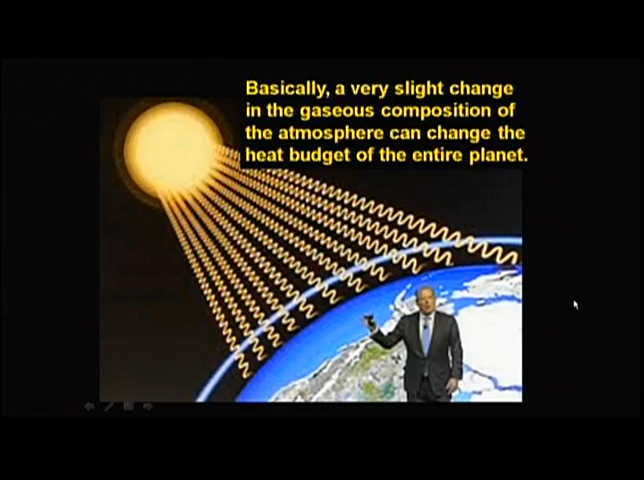 Basically, a very slight change
in the gaseous composition of
the atmosphere can change the
heat budget of the entire planet.